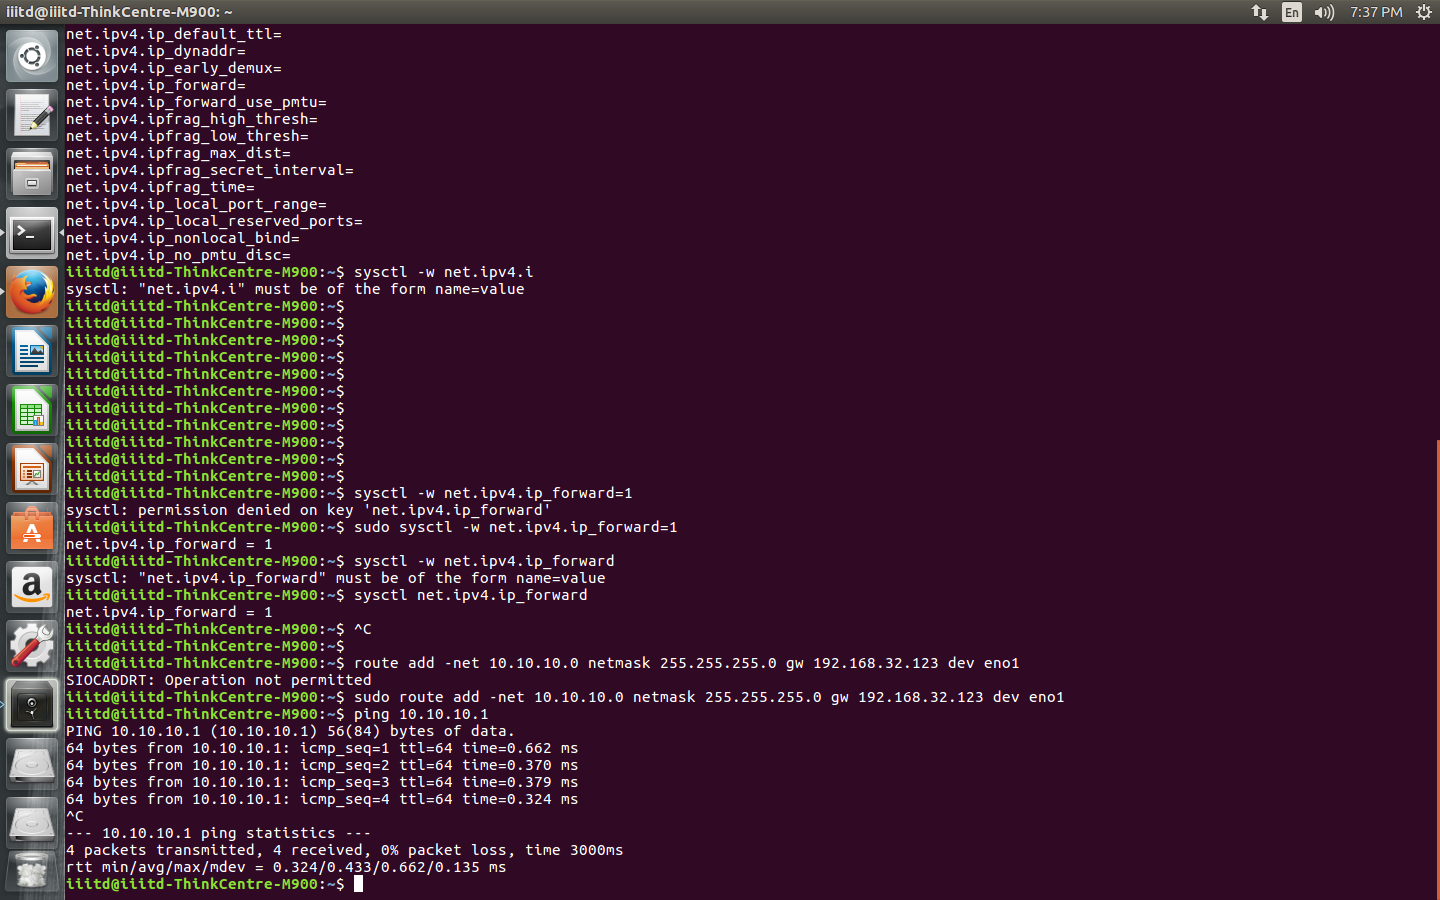 iiitd@iiitd-ThinkCentre-M900: ~
En
7:37 PM
net.ipv4.ip_default_ttl=
net.ipv4.ip_dynaddr=
net.ipv4.ip_early_demux=
net.ipv4.ip_forward=
net.ipv4.ip_forward_use_pmtu=
net.ipv4.ipfrag_high_thresh=
net.ipv4.ipfrag_low_thresh=
net.ipv4.ipfrag_max_dist=
net.ipv4.ipfrag_secret_interval=
net.ipv4.ipfrag_time=
net.ipv4.ip_local_port_range=
net.ipv4.ip_local_reserved_ports=
net.ipv4.ip_nonlocal_bind=
net.ipv4.ip_no_pmtu_disc=
iiitd@iiitd-ThinkCentre-M900:~$ sysctl -w net.ipv4.i
sysctl: "net.ipv4.i" must be of the form name=value
iiitd@iiitd-ThinkCentre-M900:~$
iiitd@iiitd-ThinkCentre-M900:~$
iiitd@iiitd-ThinkCentre-M900:~$
iiitd@iiitd-ThinkCentre-M900:~$
iiitd@iiitd-ThinkCentre-M900:~$
iiitd@iiitd-ThinkCentre-M900:~$
iiitd@iiitd-ThinkCentre-M900:~$
iiitd@iiitd-ThinkCentre-M900:~$
iiitd@iiitd-ThinkCentre-M900:~$
iiitd@iiitd-ThinkCentre-M900:~$
iiitd@iiitd-ThinkCentre-M900:~$
iiitd@iiitd-ThinkCentre-M900:~$ sysctl -w net.ipv4.ip_forward=1
sysctl: permission denied on key 'net.ipv4.ip_forward'
iiitd@iiitd-ThinkCentre-M900:~$ sudo sysctl -w net.ipv4.ip_forward=1
net.ipv4.ip_forward = 1
iiitd@iiitd-ThinkCentre-M900:~$ sysctl -w net.ipv4.ip_forward
sysctl: "net.ipv4.ip_forward" must be of the form name=value
iiitd@iiitd-ThinkCentre-M900:~$ sysctl net.ipv4.ip_forward
net.ipv4.ip_forward = 1
iiitd@iiitd-ThinkCentre-M900:~$ ^C
iiitd@iiitd-ThinkCentre-M900:~$
iiitd@iiitd-ThinkCentre-M900:~$ route add -net 10.10.10.0 netmask 255.255.255.0 gw 192.168.32.123 dev eno1
SIOCADDRT: Operation not permitted
iiitd@iiitd-ThinkCentre-M900:~$ sudo route add -net 10.10.10.0 netmask 255.255.255.0 gw 192.168.32.123 dev eno1
iiitd@iiitd-ThinkCentre-M900:~$ ping 10.10.10.1
PING 10.10.10.1 (10.10.10.1) 56(84) bytes of data.
64 bytes from 10.10.10.1: icmp_seq=1 ttl=64 time=0.662 ms
64 bytes from 10.10.10.1: icmp_seq=2 ttl=64 time=0.370 ms
64 bytes from 10.10.10.1: icmp_seq=3 ttl=64 time=0.379 ms
64 bytes from 10.10.10.1: icmp_seq=4 ttl=64 time=0.324 ms
^C
--- 10.10.10.1 ping statistics ---
4 packets transmitted, 4 received, 0% packet loss, time 3000ms
rtt min/avg/max/mdev = 0.324/0.433/0.662/0.135 ms
iiitd@iiitd-ThinkCentre-M900:~$